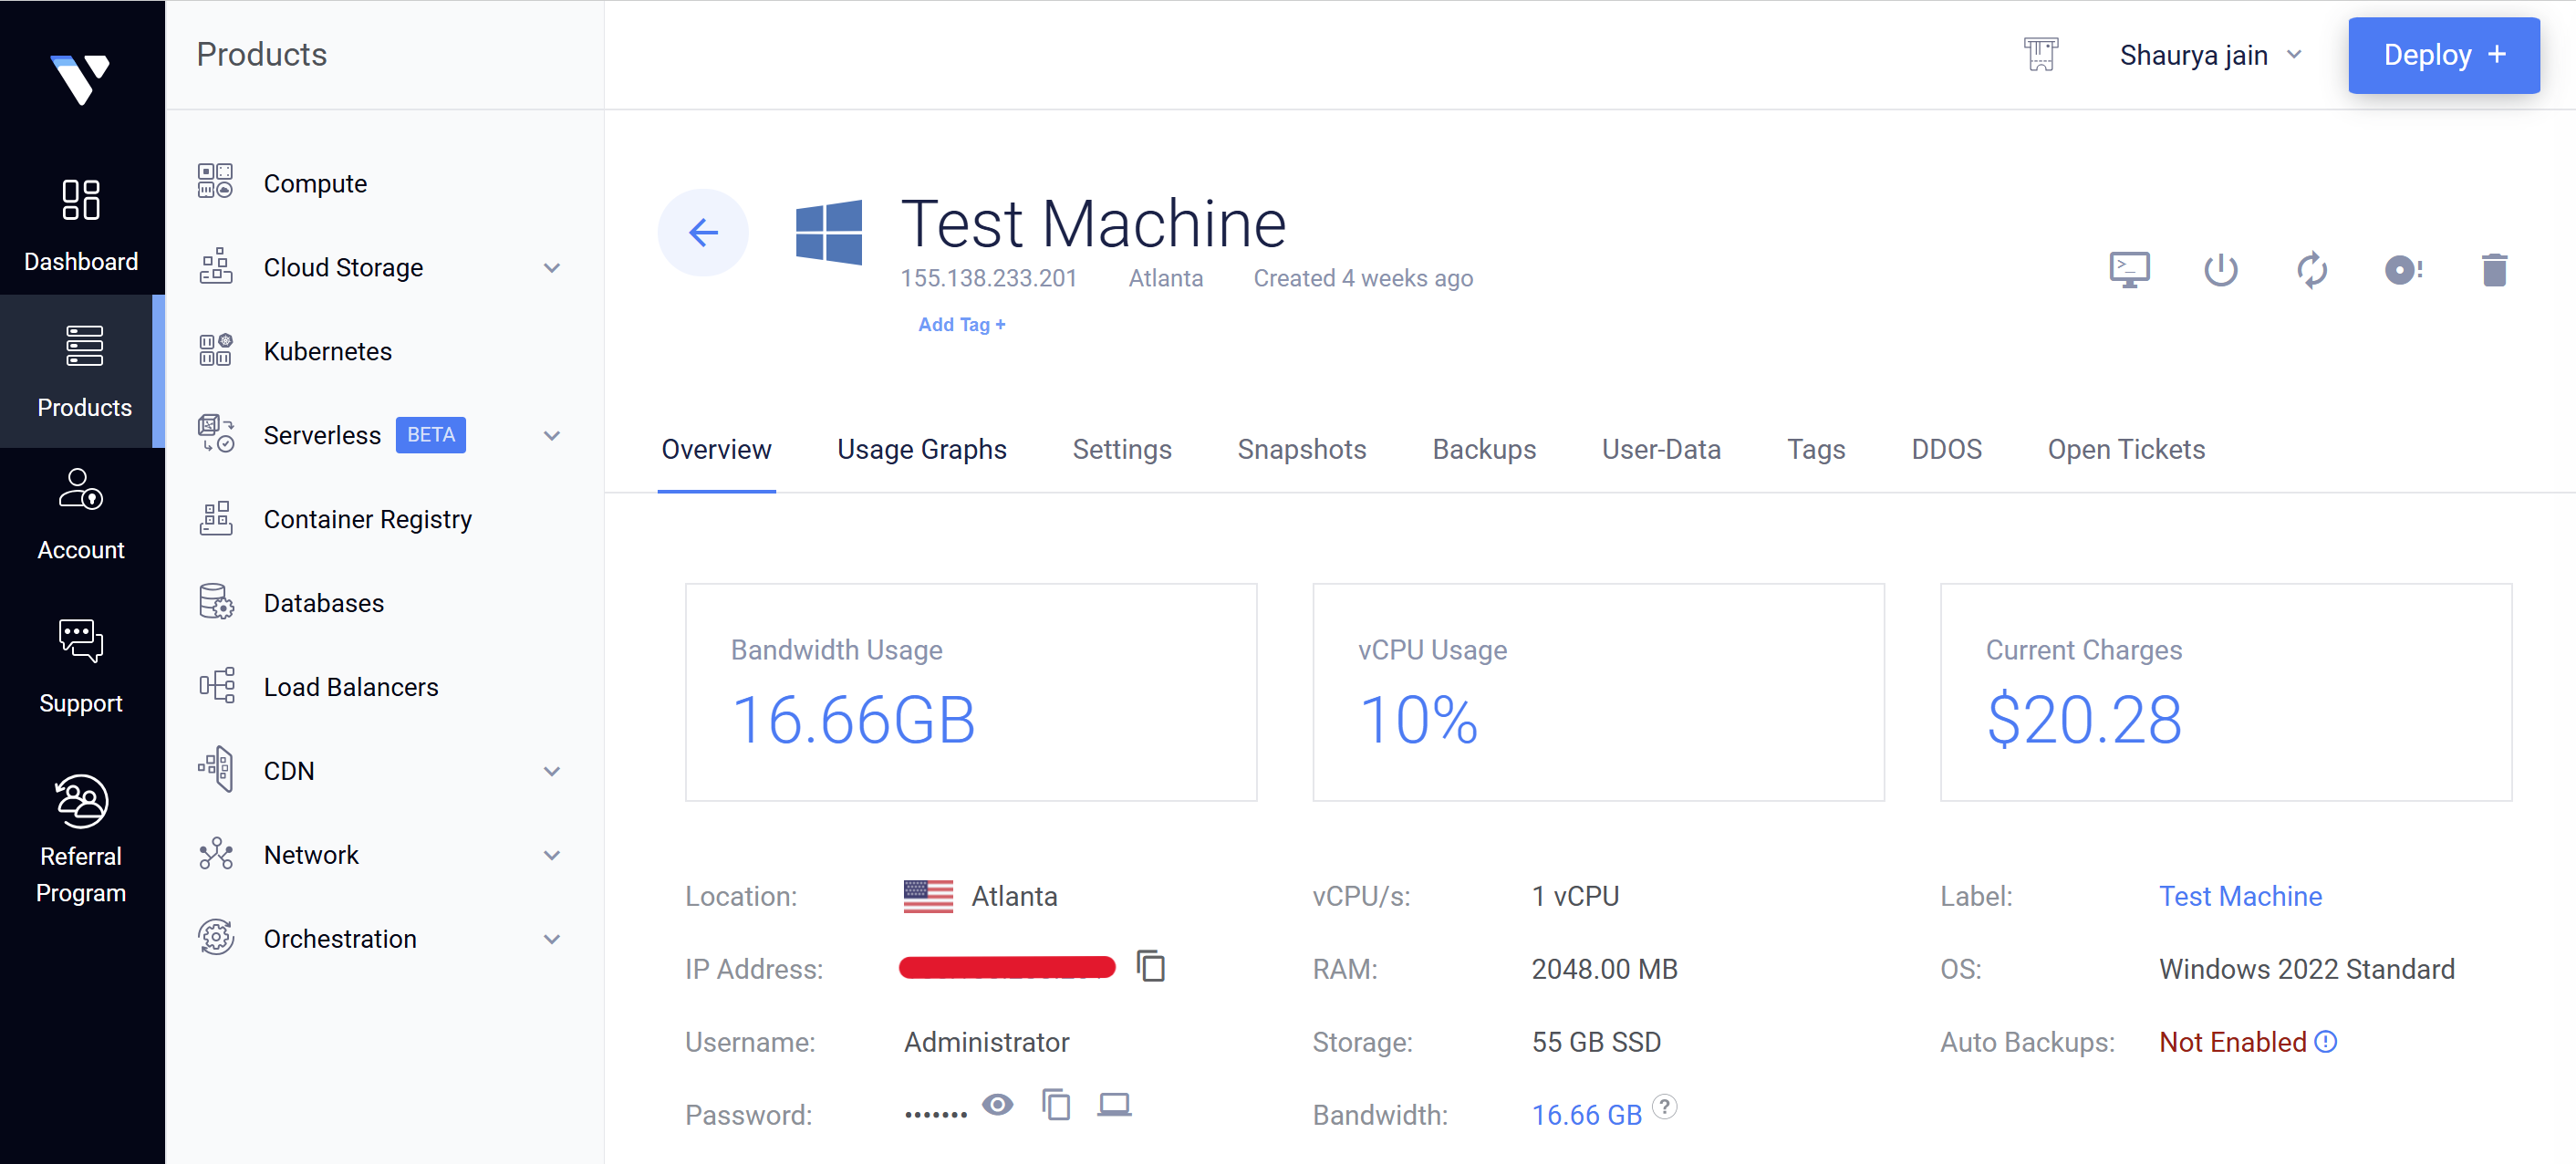 Products
Shaurya jain
Deploy +
Dashboard
Products
Account
Support
Referral
Program
Compute
Cloud Storage
Kubernetes
Serverless BETA
Container Registry
Databases
Load Balancers
CDN
Network
Orchestration
Test Machine
155.138.233.201 Atlanta Created 4 weeks ago
Add Tag +
Overview Usage Graphs Settings Snapshots Backups User-Data Tags DDOS Open Tickets
Bandwidth Usage
16.66GB
vCPU Usage
10%
Current Charges
$20.28
Location: Atlanta
IP Address:
Username: Administrator
Password: •••••••
vCPU/s: 1 vCPU
RAM: 2048.00 MB
Storage: 55 GB SSD
Bandwidth: 16.66 GB ?
Label: Test Machine
OS: Windows 2022 Standard
Auto Backups: Not Enabled